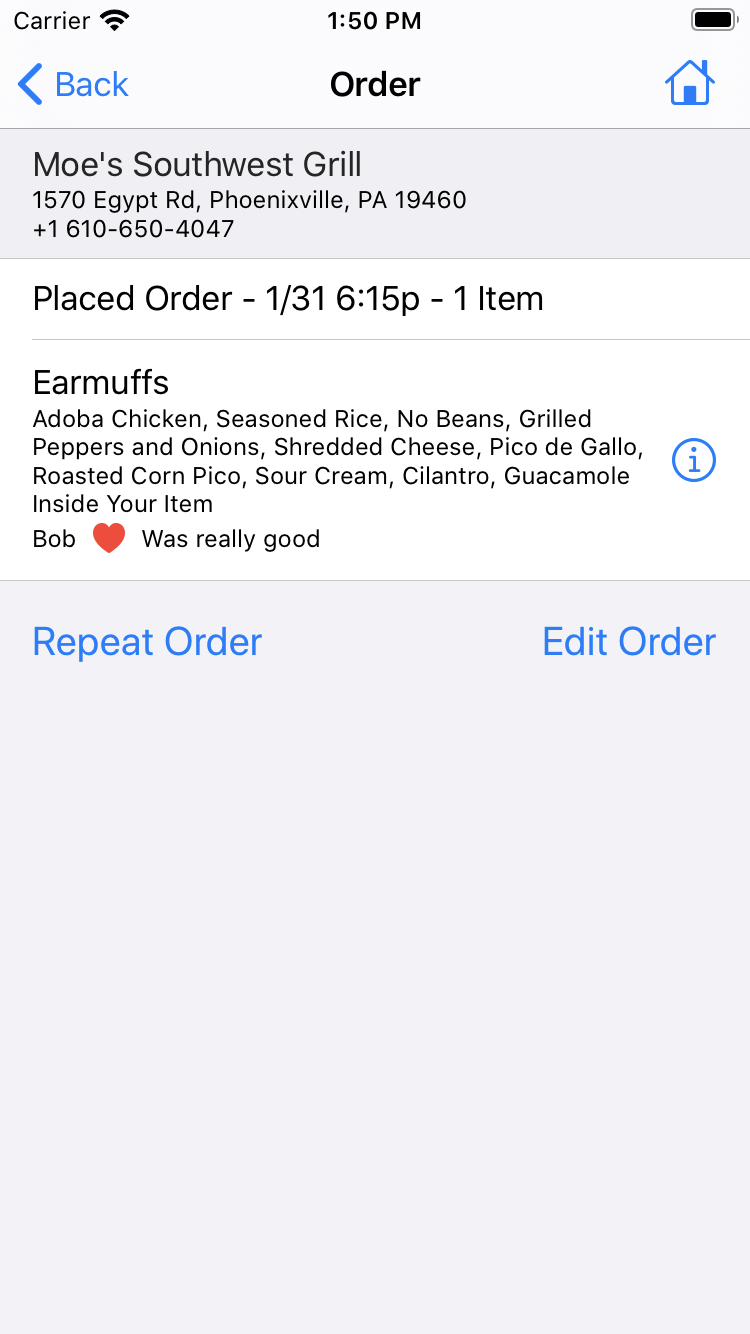 Carrier 1:50 PM
Back Order
Moe's Southwest Grill
1570 Egypt Rd, Phoenixville, PA 19460
+1 610-650-4047
Placed Order - 1/31 6:15p - 1 Item
Earmuffs
Adoba Chicken, Seasoned Rice, No Beans, Grilled
Peppers and Onions, Shredded Cheese, Pico de Gallo,
Roasted Corn Pico, Sour Cream, Cilantro, Guacamole
Inside Your Item
Bob Was really good
Repeat Order Edit Order